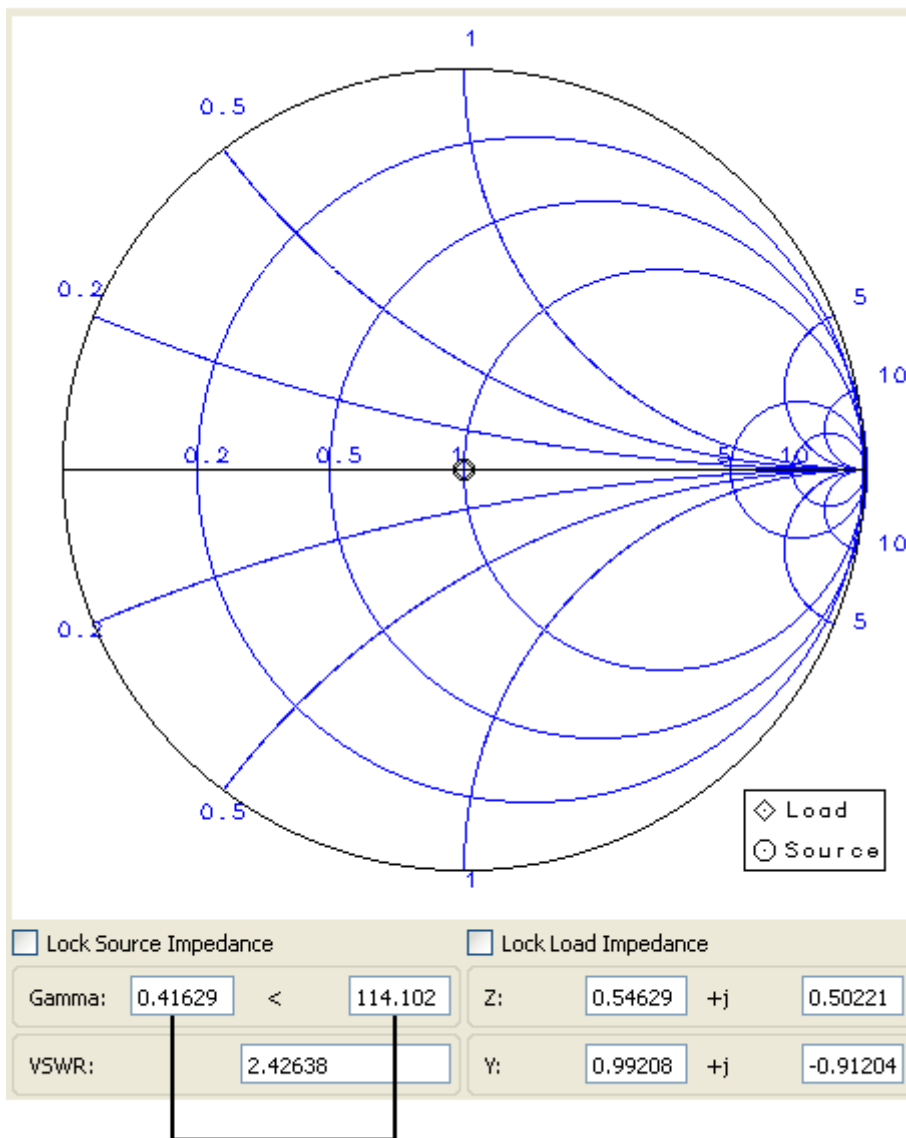 1
0.5
0.2
5
10
0.2 0.5 1 5 10
10
0.2
5
0.5
1
Load
Source
Lock Source Impedance Lock Load Impedance
Gamma: 0.41629 < 114.102 Z: 0.54629 +j 0.50221
VSWR: 2.42638 Y: 0.99208 +j -0.91204